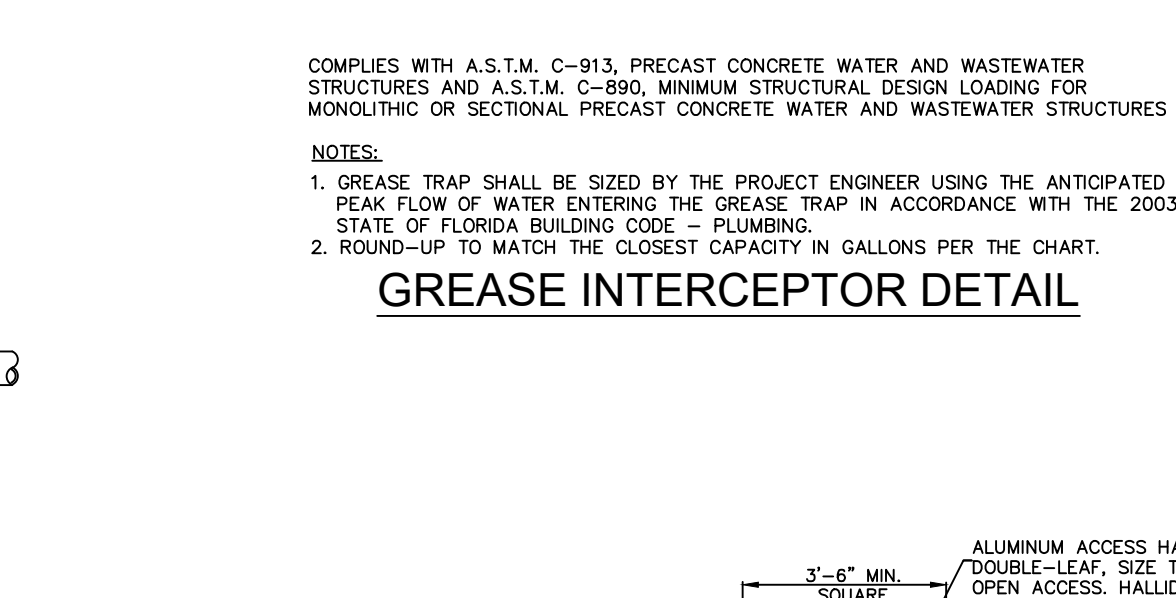 COMPLIES WITH A.S.T.M. C–913, PRECAST CONCRETE WATER AND WASTEWATER
STRUCTURES AND A.S.T.M. C–890, MINIMUM STRUCTURAL DESIGN LOADING FOR
MONOLITHIC OR SECTIONAL PRECAST CONCRETE WATER AND WASTEWATER STRUCTURES
NOTES:
1. GREASE TRAP SHALL BE SIZED BY THE PROJECT ENGINEER USING THE ANTICIPATED
PEAK FLOW OF WATER ENTERING THE GREASE TRAP IN ACCORDANCE WITH THE 2003
STATE OF FLORIDA BUILDING CODE – PLUMBING.
2. ROUND–UP TO MATCH THE CLOSEST CAPACITY IN GALLONS PER THE CHART.
GREASE INTERCEPTOR DETAIL
ALUMINUM ACCESS
DOUBLE–LEAF, SIZE
OPEN ACCESS.
3'–6" MIN.
SQUARE